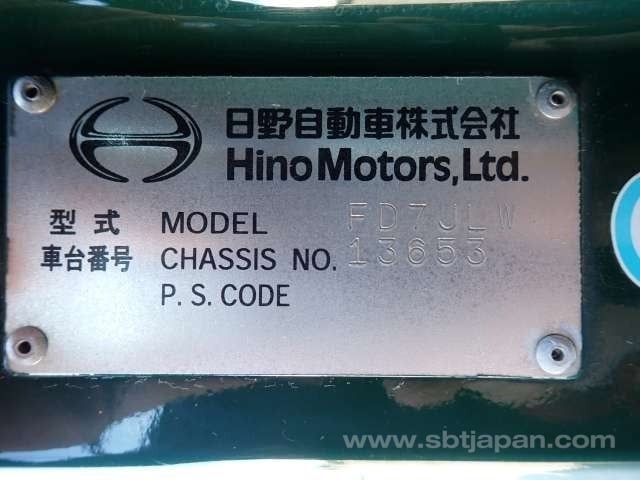 日野自動車株式会社
Hino Motors, Ltd.
型式 MODEL FD7JLW
車台番号 CHASSIS NO. 13653
P. S. CODE
www.sbtjapan.com